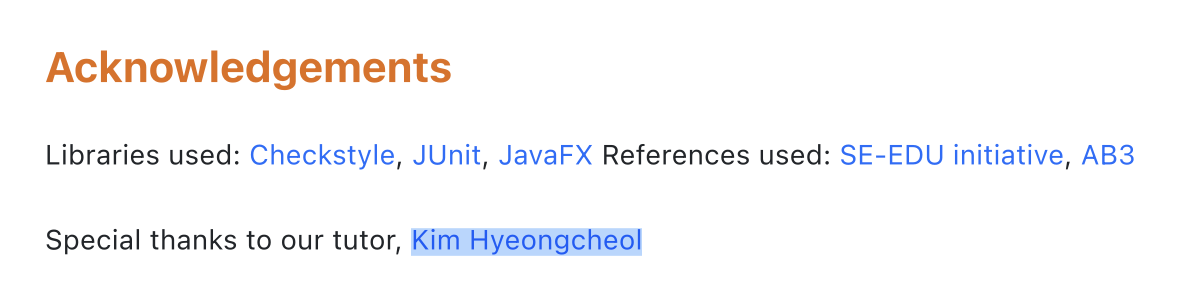 Acknowledgements
Libraries used: Checkstyle, JUnit, JavaFX References used: SE-EDU initiative, AB3
Special thanks to our tutor, Kim Hyeongcheol